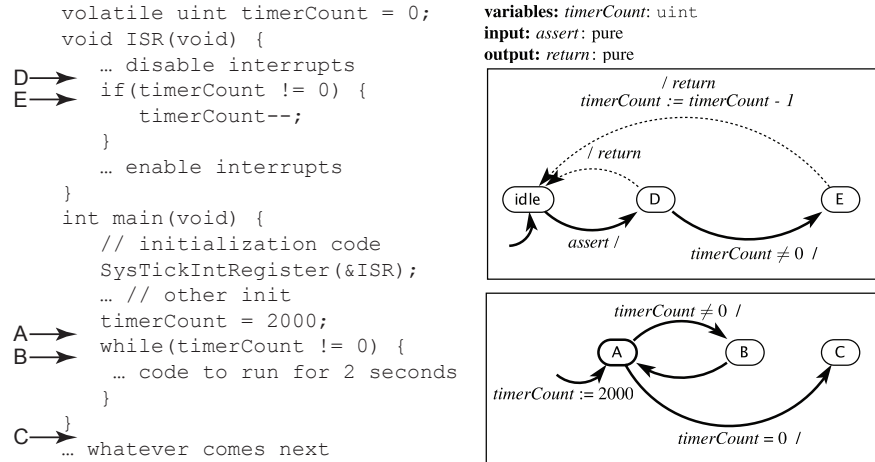 volatile uint timerCount = 0;
void ISR(void) {
… disable interrupts
D
if(timerCount != 0) {
E
timerCount--;
}
… enable interrupts
}
int main(void) {
// initialization code
SysTickIntRegister(&ISR);
… // other init
timerCount = 2000;
A
while(timerCount != 0) {
B
… code to run for 2 seconds
}
}
C
… whatever comes next
variables: timerCount: uint
input: assert: pure
output: return: pure
/ return
timerCount := timerCount - 1
/ return
idle
D
E
assert /
timerCount ≠ 0 /
timerCount ≠ 0 /
A
B
C
timerCount := 2000
timerCount = 0 /